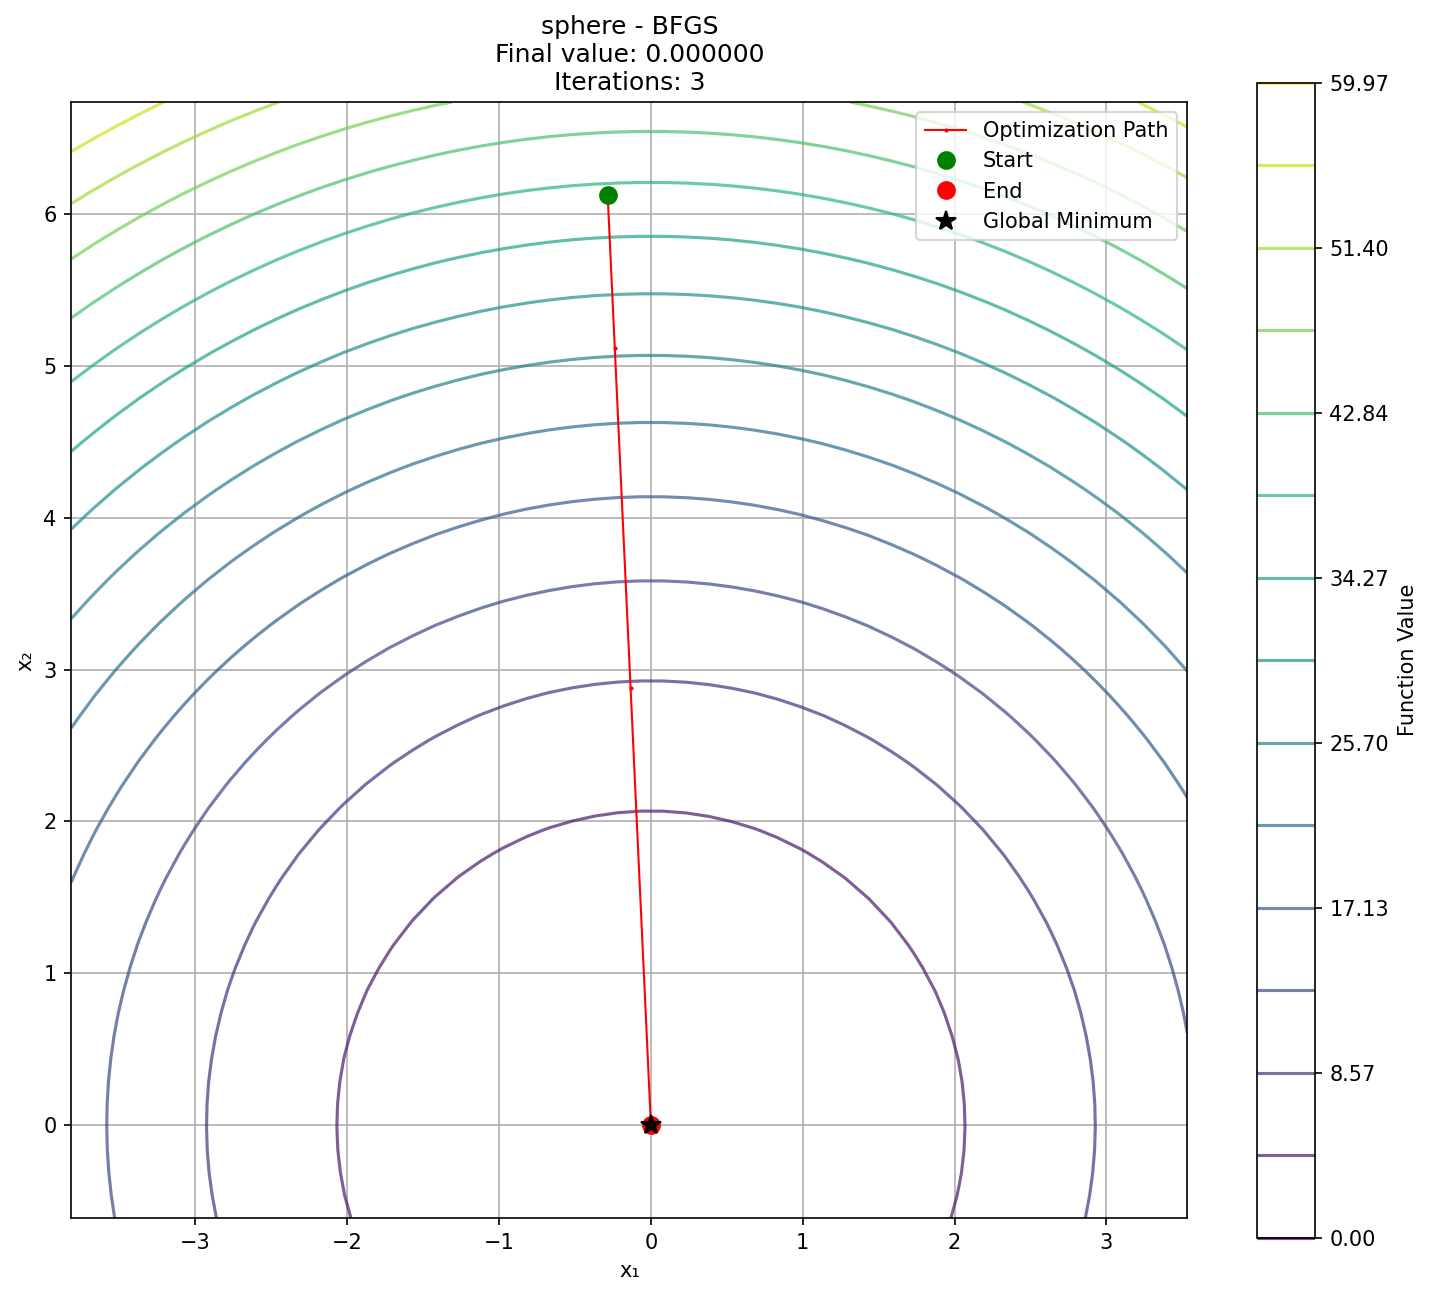 sphere - BFGS
Final value: 0.000000
Iterations: 3
Optimization Path
Start
End
Global Minimum
6
5
4
3
2
1
0
x₂
−3
−2
−1
0
1
2
3
x₁
59.97
51.40
42.84
34.27
25.70
17.13
8.57
0.00
Function Value